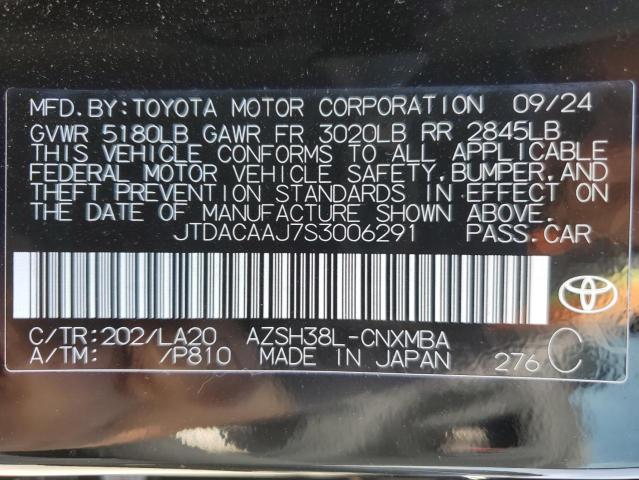 MFD.BY:TOYOTA MOTOR CORPORATION 09/24
GVWR 5180LB GAWR FR 3020LB RR 2845LB
THIS VEHICLE CONFORMS TO ALL APPLICABLE
FEDERAL MOTOR VEHICLE SAFETY,BUMPER,AND
THEFT PREVENTION STANDARDS IN EFFECT ON
THE DATE OF MANUFACTURE SHOWN ABOVE.
JTDACAAJ7S3006291 PASS.CAR
C/TR:202/LA20 AZSH38L-CNXMBA
A/TM: /P810 MADE IN JAPAN 276 C